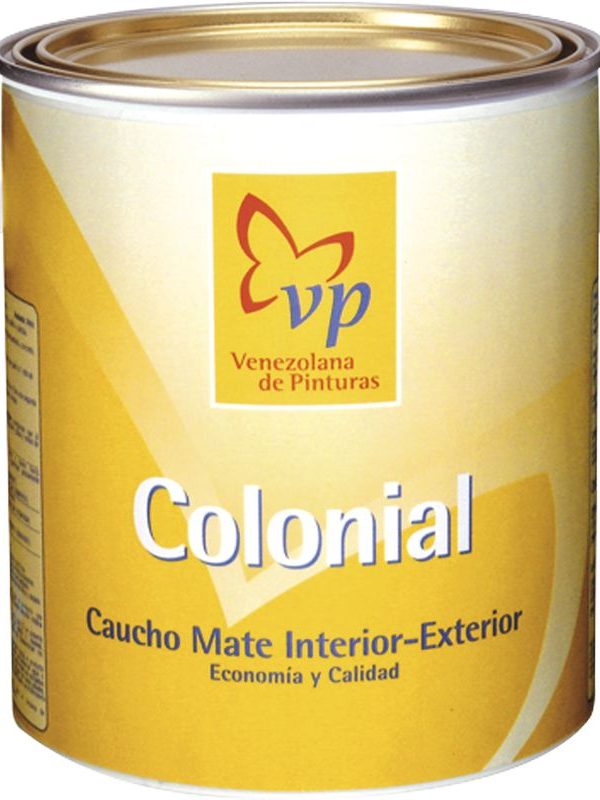 vp
Venezolana
de Pinturas
Colonial
Caucho Mate Interior-Exterior
Economía y Calidad